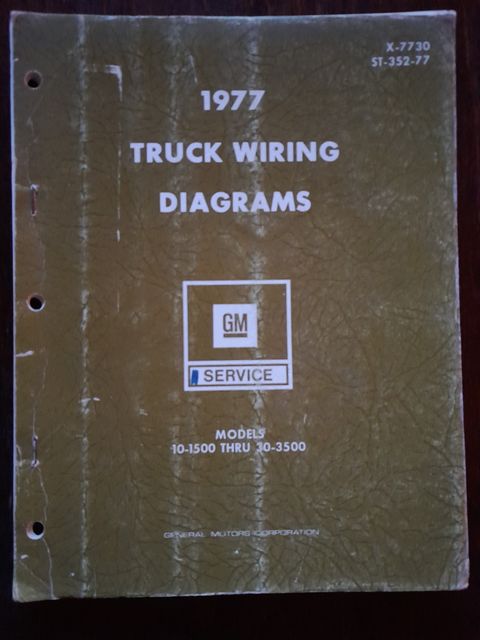 X-7730
ST-352-77
1977
TRUCK WIRING
DIAGRAMS
GM
SERVICE
MODELS
10-1500 THRU 30-3500
GENERAL MOTORS CORPORATION